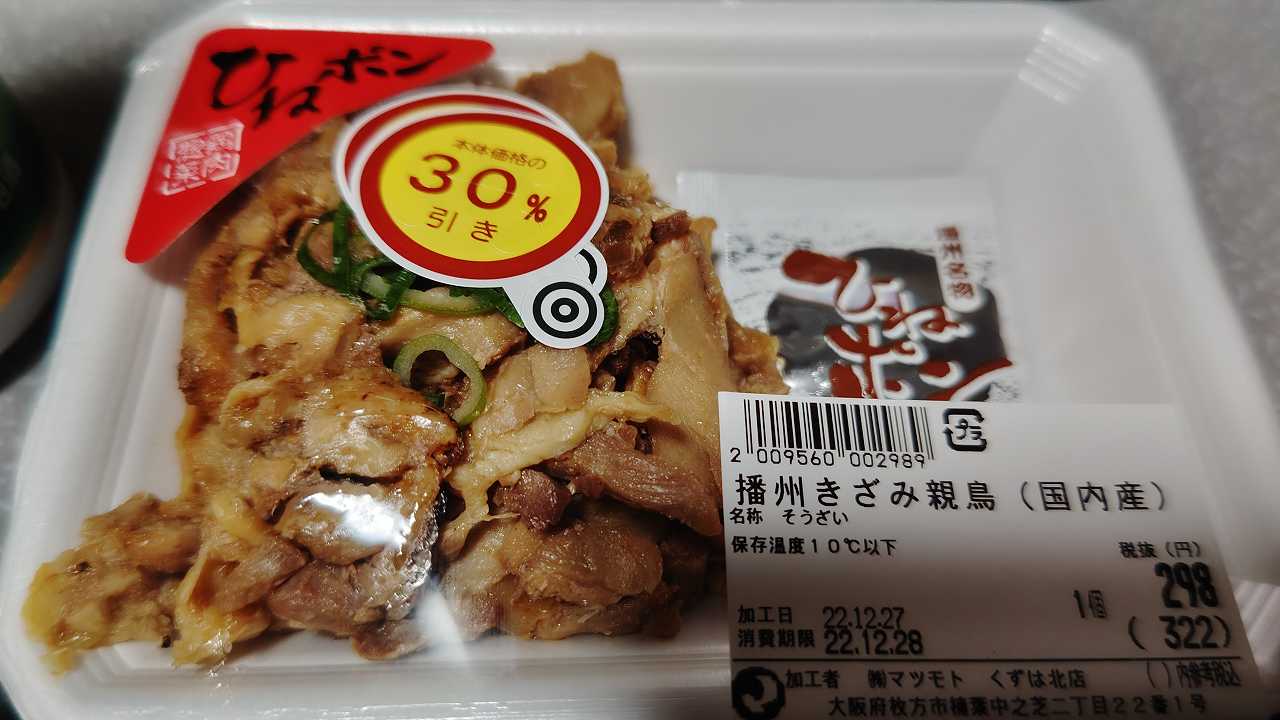 ひねポン
本体価格の
30%
引き
ひねポン
2 009560 002989
プラ
播州きざみ親鳥（国内産）
名称 そうざい
保存温度10℃以下
税抜（円）
1個 298
加工日 22.12.27
(322)
消費期限 22.12.28
加工者 ㈱マツモト くずは北店 ( )内参考税込
大阪府枚方市楠葉中之芝二丁目22番1号